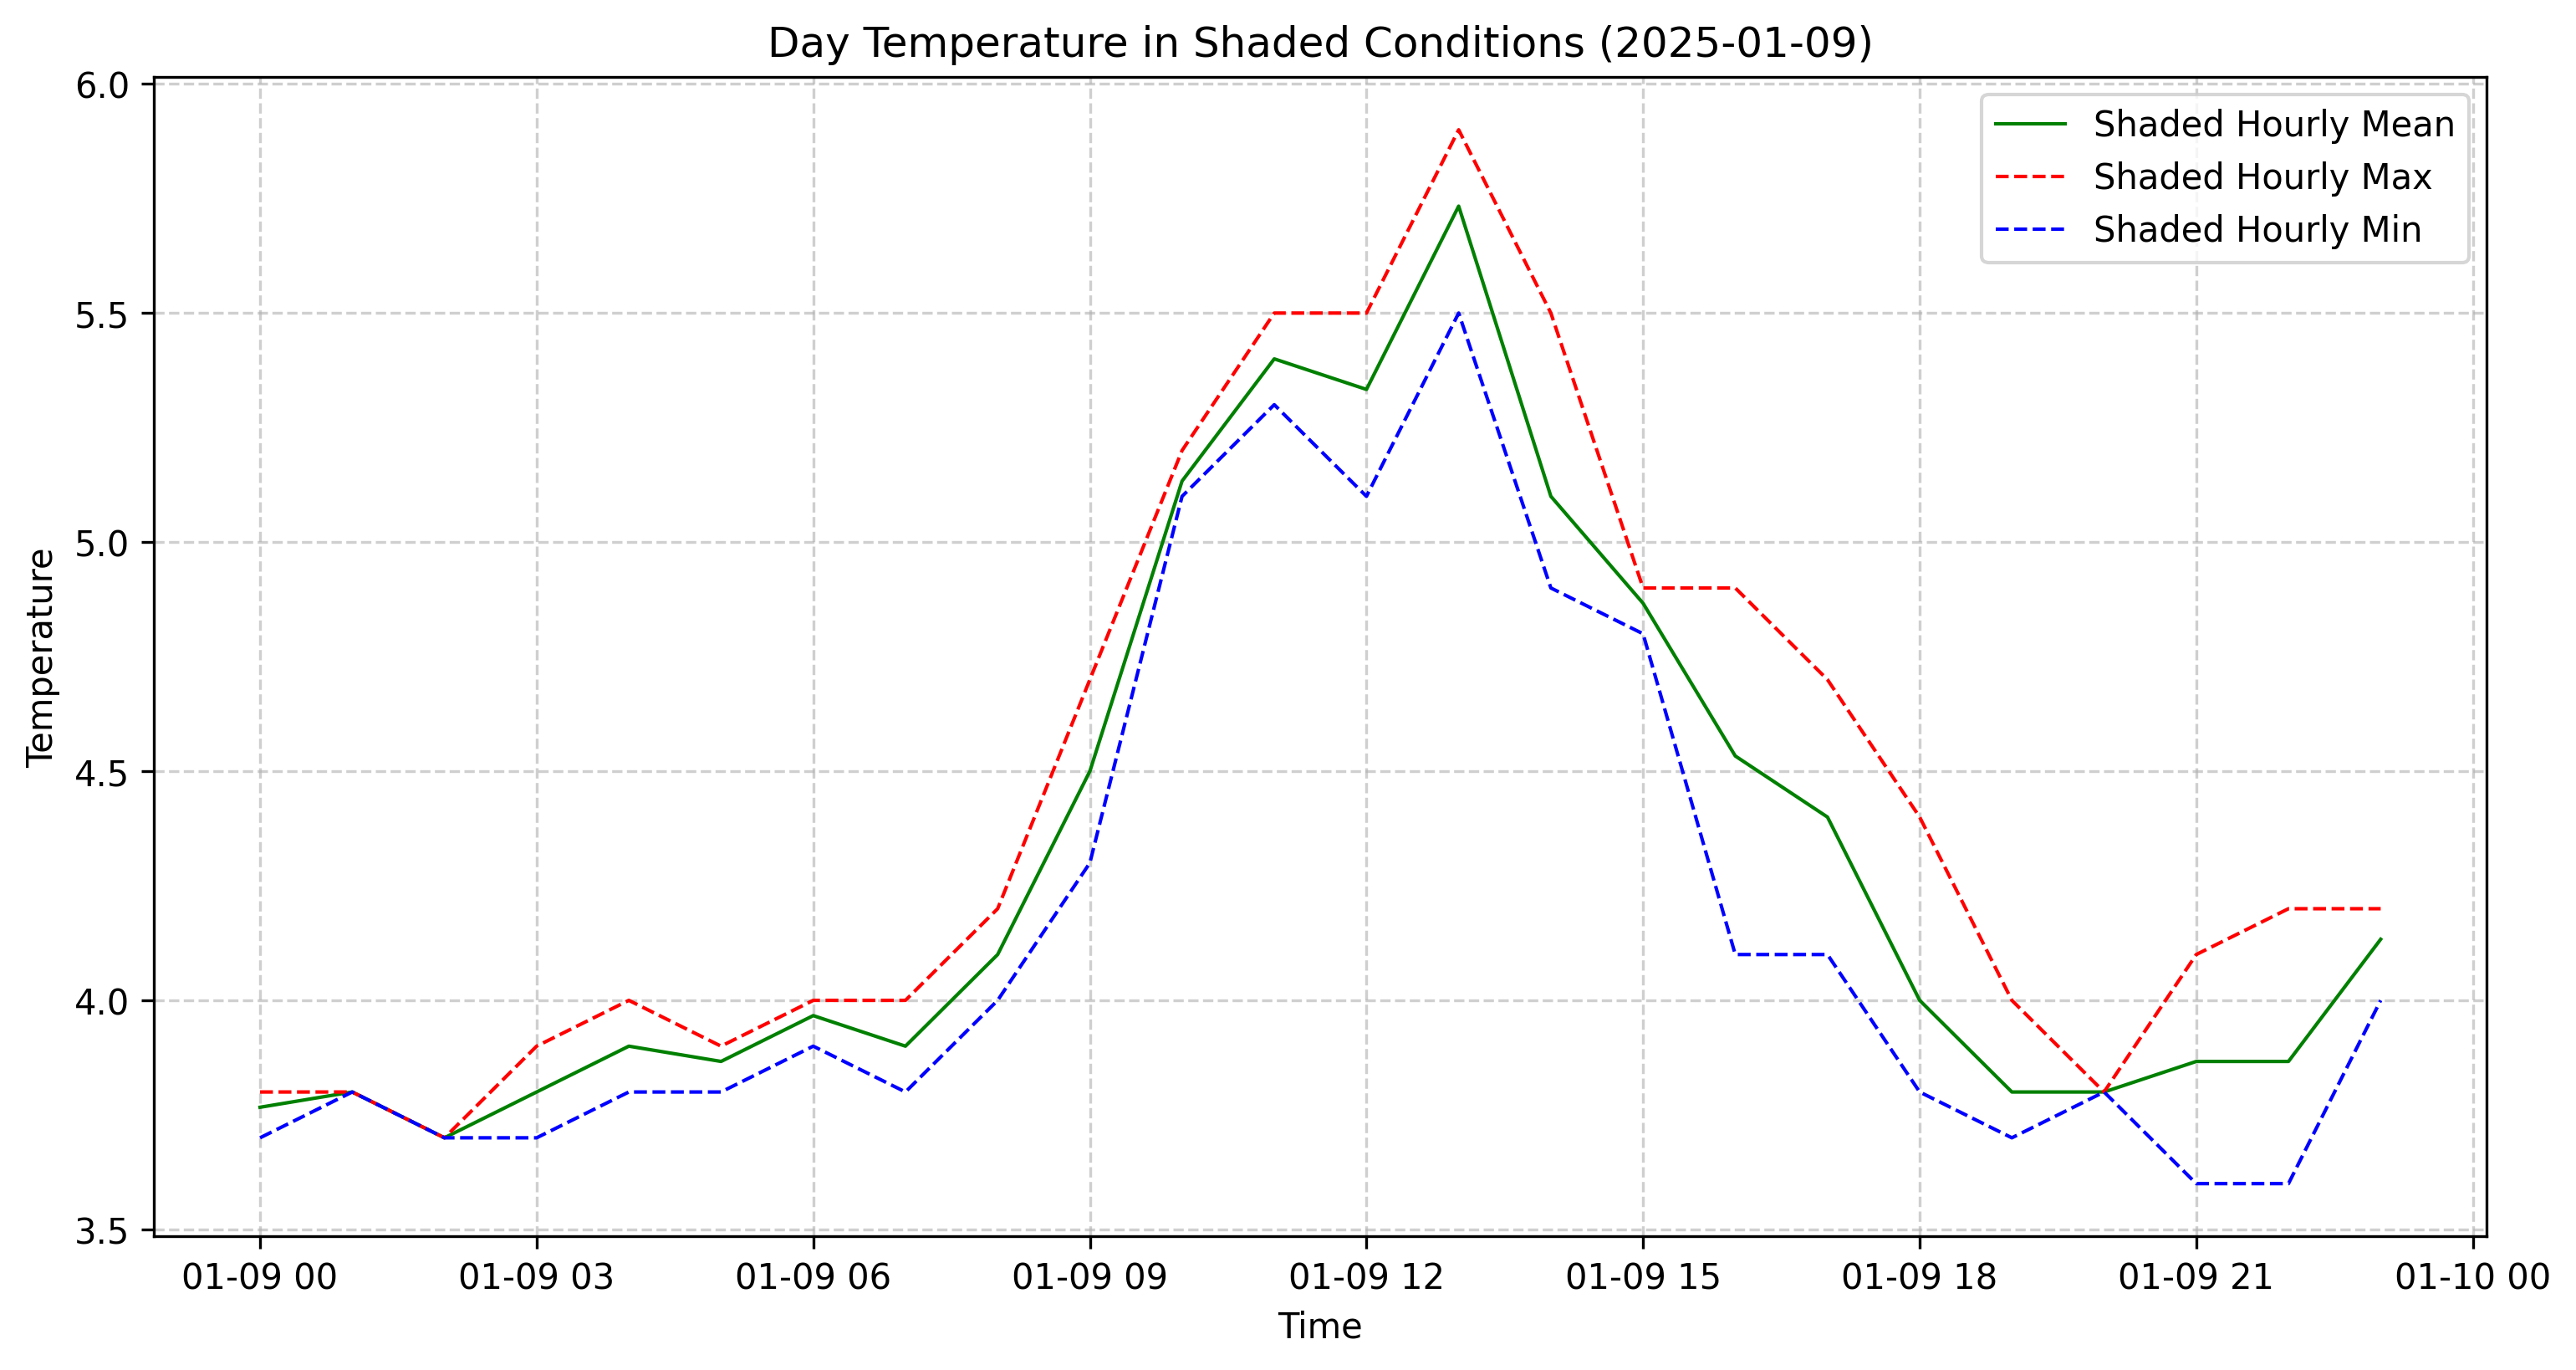 Day Temperature in Shaded Conditions (2025-01-09)
6.0
5.5
5.0
4.5
4.0
3.5
Temperature
Shaded Hourly Mean
Shaded Hourly Max
Shaded Hourly Min
01-09 00 01-09 03 01-09 06 01-09 09 01-09 12 01-09 15 01-09 18 01-09 21 01-10 00
Time